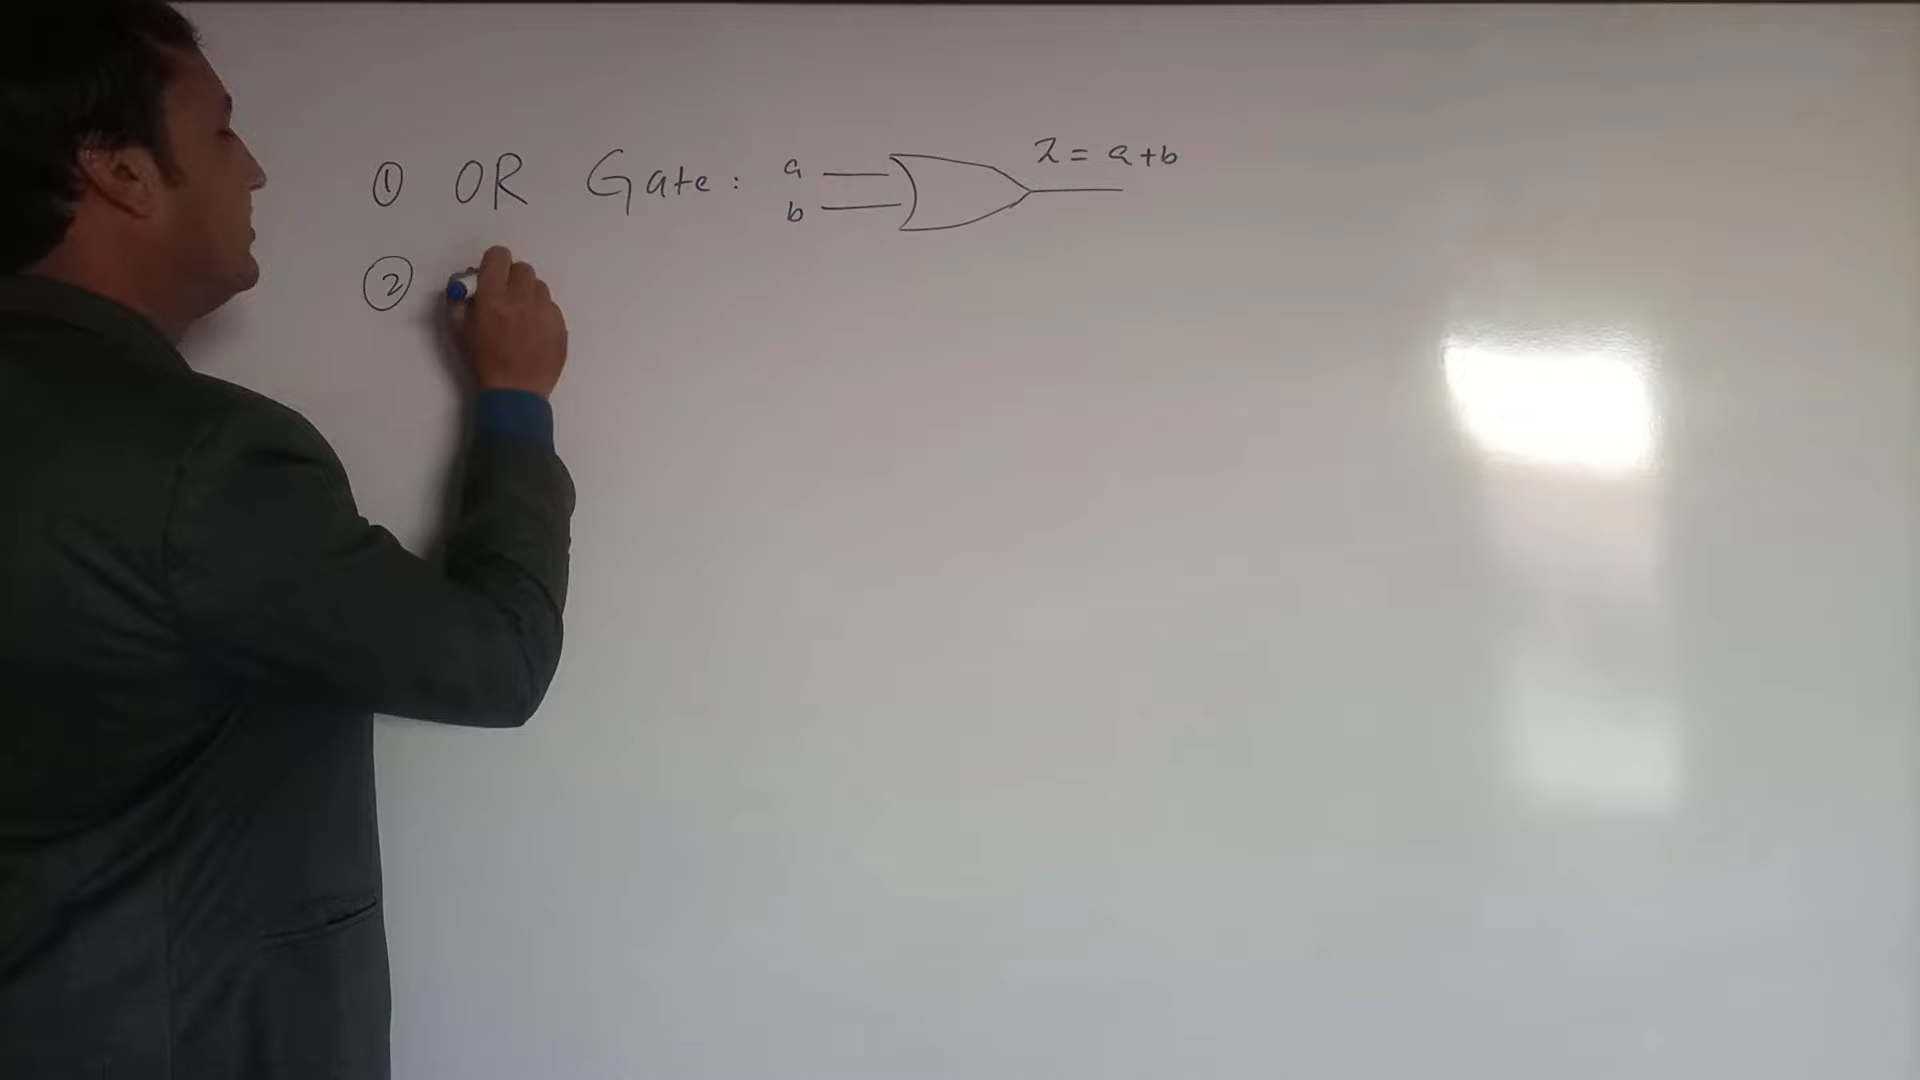 ① OR Gate : a b z = a+b
②